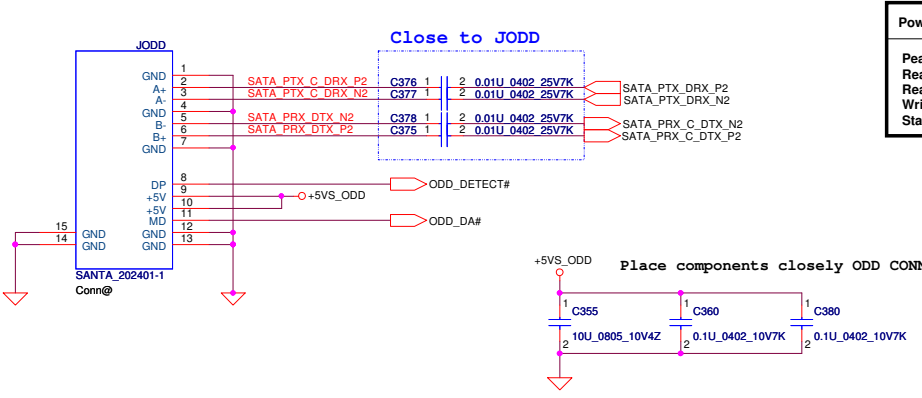 Close to JODD
JODD
GND 1
A+ 2 SATA_PTX_C_DRX_P2 C376 1 2 0.01U_0402_25V7K SATA_PTX_DRX_P2
A- 3 SATA_PTX_C_DRX_N2 C377 1 2 0.01U_0402_25V7K SATA_PTX_DRX_N2
GND 4
B- 5 SATA_PRX_DTX_N2 C378 1 2 0.01U_0402_25V7K SATA_PRX_C_DTX_N2
B+ 6 SATA_PRX_DTX_P2 C375 1 2 0.01U_0402_25V7K SATA_PRX_C_DTX_P2
GND 7
DP 8 ODD_DETECT#
+5V 9 +5VS_ODD
+5V 10
MD 11 ODD_DA#
15 GND GND 12
14 GND GND 13
SANTA_202401-1
Conn@
+5VS_ODD
Place components closely ODD CONN
1 C355 1 C360 1 C380
2 10U_0805_10V4Z 2 0.1U_0402_10V7K 2 0.1U_0402_10V7K
Pow
Pea
Rea
Rea
Wri
Sta